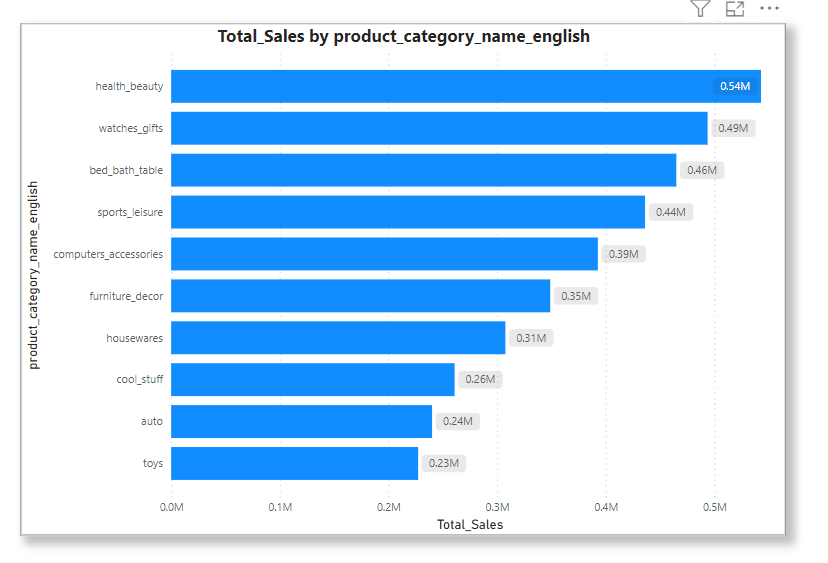 Total_Sales by product_category_name_english
product_category_name_english
health_beauty 0.54M
watches_gifts 0.49M
bed_bath_table 0.46M
sports_leisure 0.44M
computers_accessories 0.39M
furniture_decor 0.35M
housewares 0.31M
cool_stuff 0.26M
auto 0.24M
toys 0.23M
0.0M 0.1M 0.2M 0.3M 0.4M 0.5M
Total_Sales